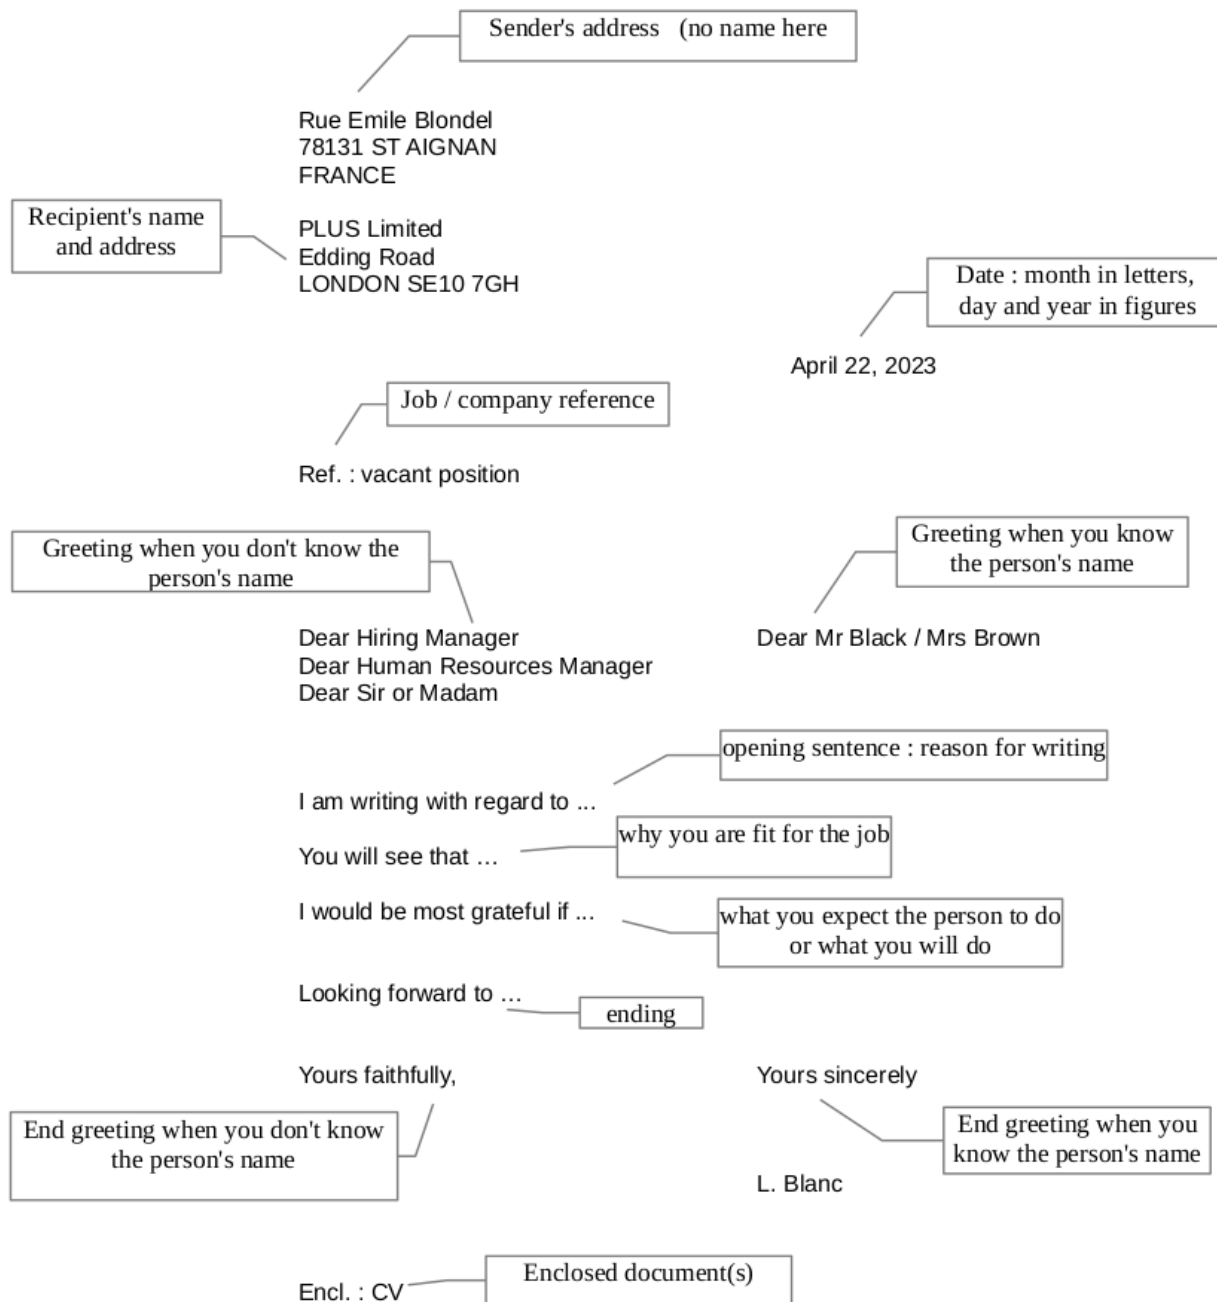 Sender's address (no name here
Rue Emile Blondel
78131 ST AIGNAN
FRANCE
Recipient's name
and address
PLUS Limited
Edding Road
LONDON SE10 7GH
Date : month in letters,
day and year in figures
April 22, 2023
Job / company reference
Ref. : vacant position
Greeting when you don't know the
person's name
Greeting when you know
the person's name
Dear Hiring Manager
Dear Human Resources Manager
Dear Sir or Madam
Dear Mr Black / Mrs Brown
opening sentence : reason for writing
I am writing with regard to ...
why you are fit for the job
You will see that …
I would be most grateful if ...
what you expect the person to do
or what you will do
Looking forward to …
ending
Yours faithfully,
Yours sincerely
End greeting when you don't know
the person's name
End greeting when you
know the person's name
L. Blanc
Enclosed document(s)
Encl. : CV